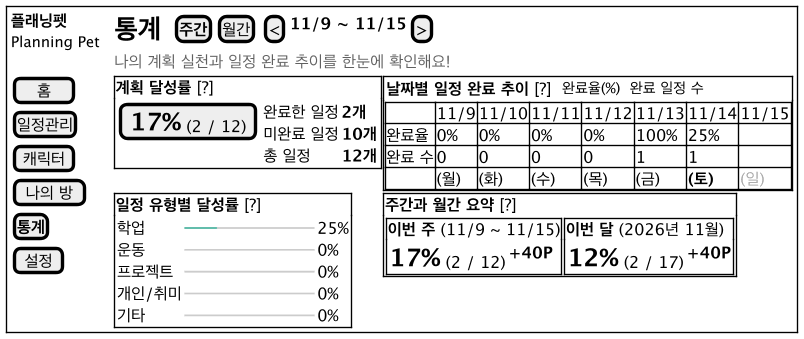 플래닝펫
Planning Pet
홈
일정관리
캐릭터
나의 방
통계
설정
통계 주간 월간 < 11/9 ~ 11/15 >
나의 계획 실천과 일정 완료 추이를 한눈에 확인해요!
계획 달성률 [?]
17% (2 / 12)
완료한 일정 2개
미완료 일정 10개
총 일정 12개
날짜별 일정 완료 추이 [?] 완료율(%) 완료 일정 수
11/9 11/10 11/11 11/12 11/13 11/14 11/15
완료율 0% 0% 0% 0% 100% 25%
완료 수 0 0 0 0 1 1
(월) (화) (수) (목) (금) (토) (일)
일정 유형별 달성률 [?]
학업 25%
운동 0%
프로젝트 0%
개인/취미 0%
기타 0%
주간과 월간 요약 [?]
이번 주 (11/9 ~ 11/15)
17% (2 / 12) +40P
이번 달 (2026년 11월)
12% (2 / 17) +40P